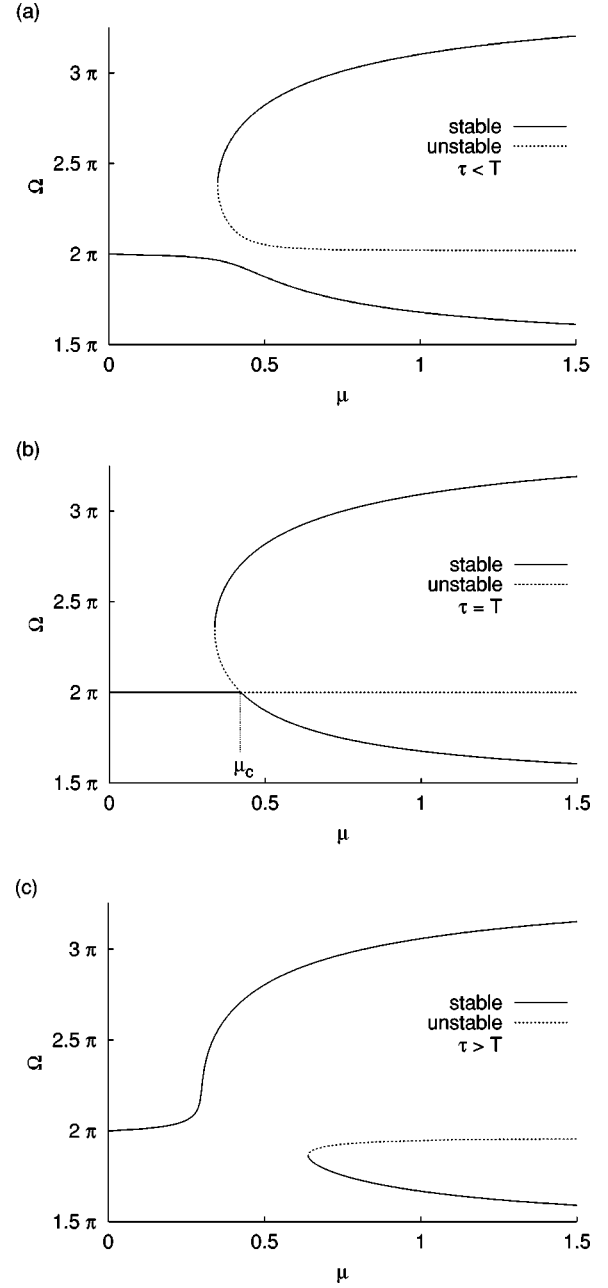 (a)
3 π
2.5 π
2 π
1.5 π
Ω
0
0.5
1
1.5
μ
stable
unstable
τ < T
(b)
3 π
2.5 π
2 π
1.5 π
Ω
0
0.5
1
1.5
μ
μc
stable
unstable
τ = T
(c)
3 π
2.5 π
2 π
1.5 π
Ω
0
0.5
1
1.5
μ
stable
unstable
τ > T